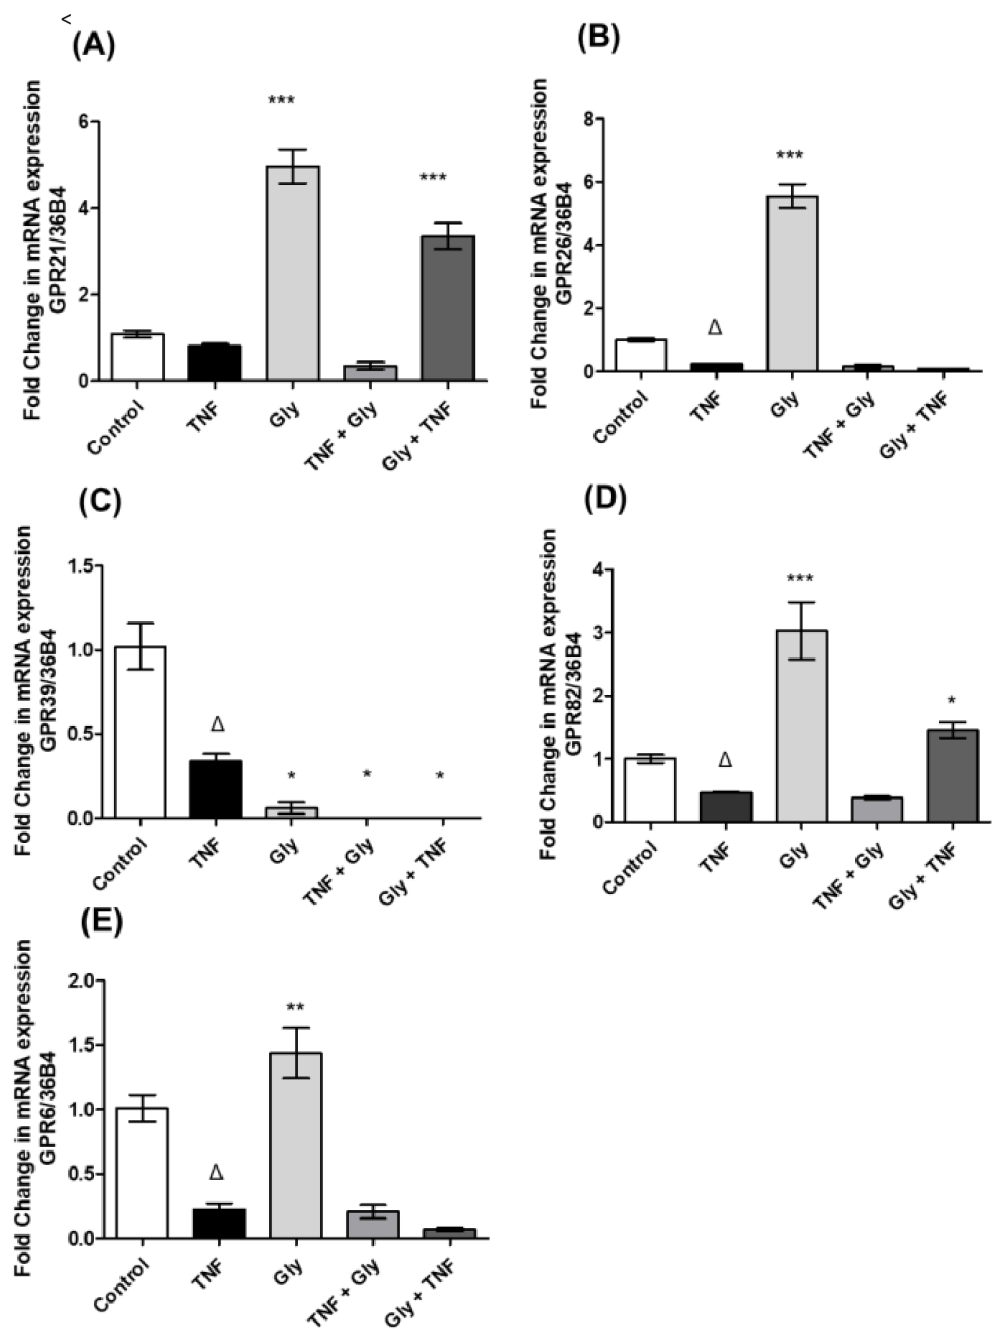 <
(A)
Fold Change in mRNA expression
GPR21/36B4
6
4
2
0
***
***
Control
TNF
Gly
TNF + Gly
Gly + TNF
(B)
Fold Change in mRNA expression
GPR26/36B4
8
6
4
2
0
Δ
***
Control
TNF
Gly
TNF + Gly
Gly + TNF
(C)
Fold Change in mRNA expression
GPR39/36B4
1.5
1.0
0.5
0.0
Δ
*
*
*
Control
TNF
Gly
TNF + Gly
Gly + TNF
(D)
Fold Change in mRNA expression
GPR82/36B4
4
3
2
1
0
Δ
***
*
Control
TNF
Gly
TNF + Gly
Gly + TNF
(E)
Fold Change in mRNA expression
GPR6/36B4
2.0
1.5
1.0
0.5
0.0
Δ
**
Control
TNF
Gly
TNF + Gly
Gly + TNF